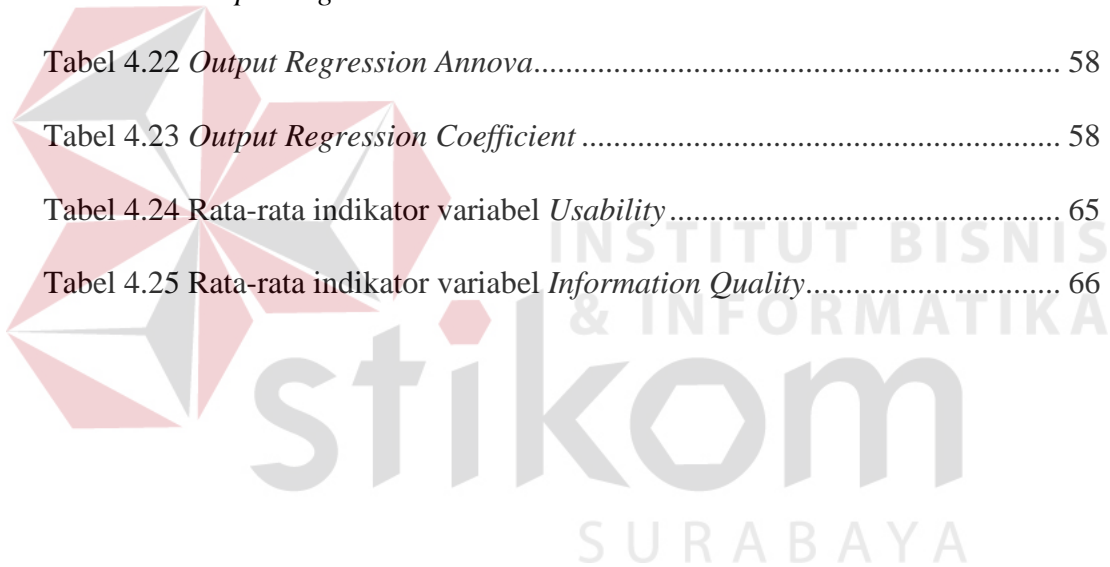 Tabel 4.22 Output Regression Annova.................................................................. 58
Tabel 4.23 Output Regression Coefficient ............................................................ 58
Tabel 4.24 Rata-rata indikator variabel Usability ................................................. 65
INSTITUT BISNIS
Tabel 4.25 Rata-rata indikator variabel Information Quality................................ 66
& INFORMATIKA
stikom
SURABAYA